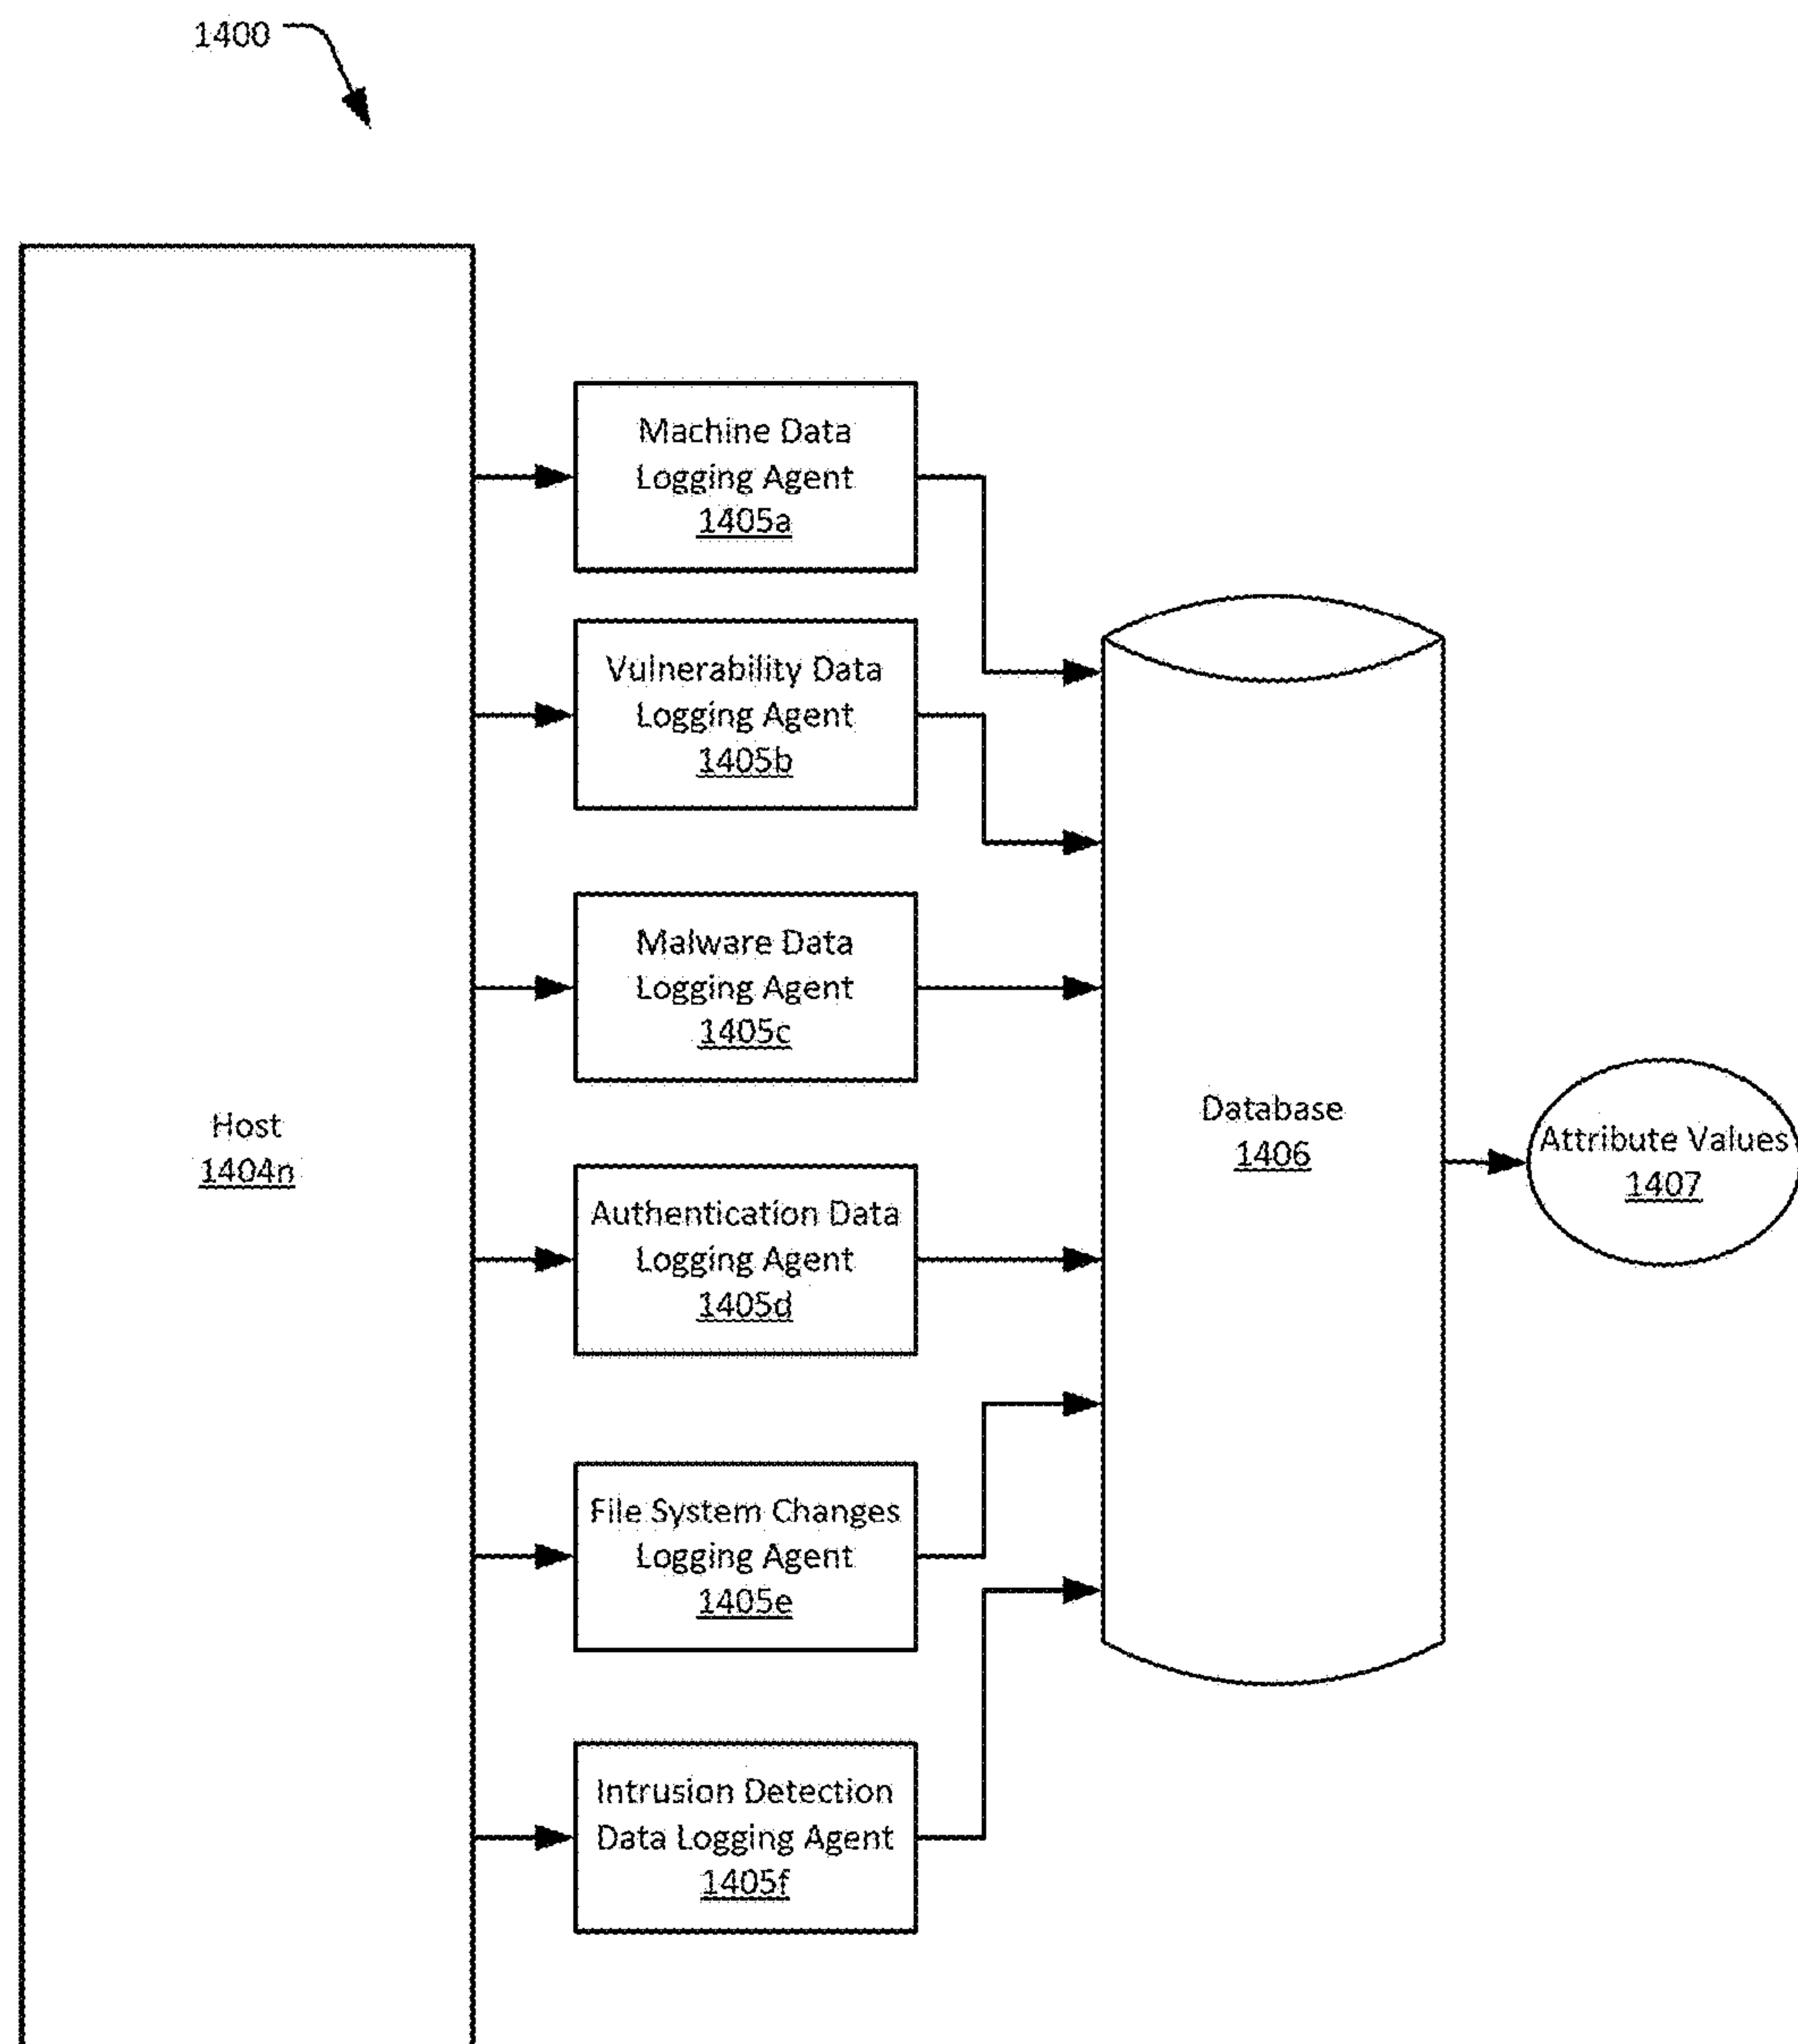 1400
Machine Data
Logging Agent
1405a
Vulnerability Data
Logging Agent
1405b
Malware Data
Logging Agent
1405c
Host
1404n
Authentication Data
Logging Agent
1405d
File System Changes
Logging Agent
1405e
Intrusion Detection
Data Logging Agent
1405f
Database
1406
Attribute Values
1407